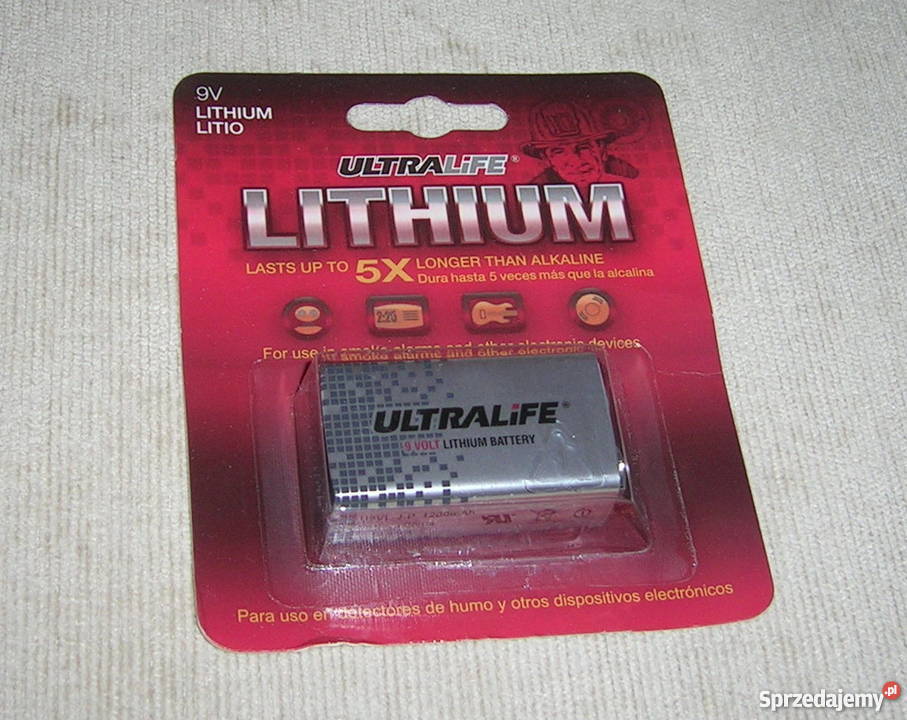 9V
LITHIUM
LITIO
ULTRALiFE®
LITHIUM
LASTS UP TO 5X LONGER THAN ALKALINE
Dura hasta 5 veces más que la alcalina
For use in smoke alarms and other electronic devices
ULTRALiFE®
9 VOLT LITHIUM BATTERY
Para uso en detectores de humo y otros dispositivos electrónicos
Sprzedajemy.pl